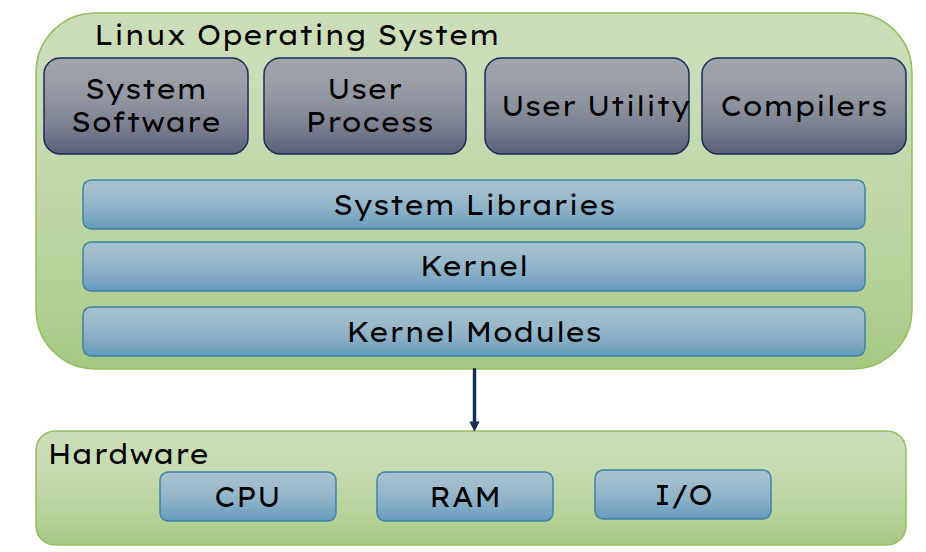 Linux Operating System
System
Software
User
Process
User Utility
Compilers
System Libraries
Kernel
Kernel Modules
Hardware
CPU
RAM
I/O